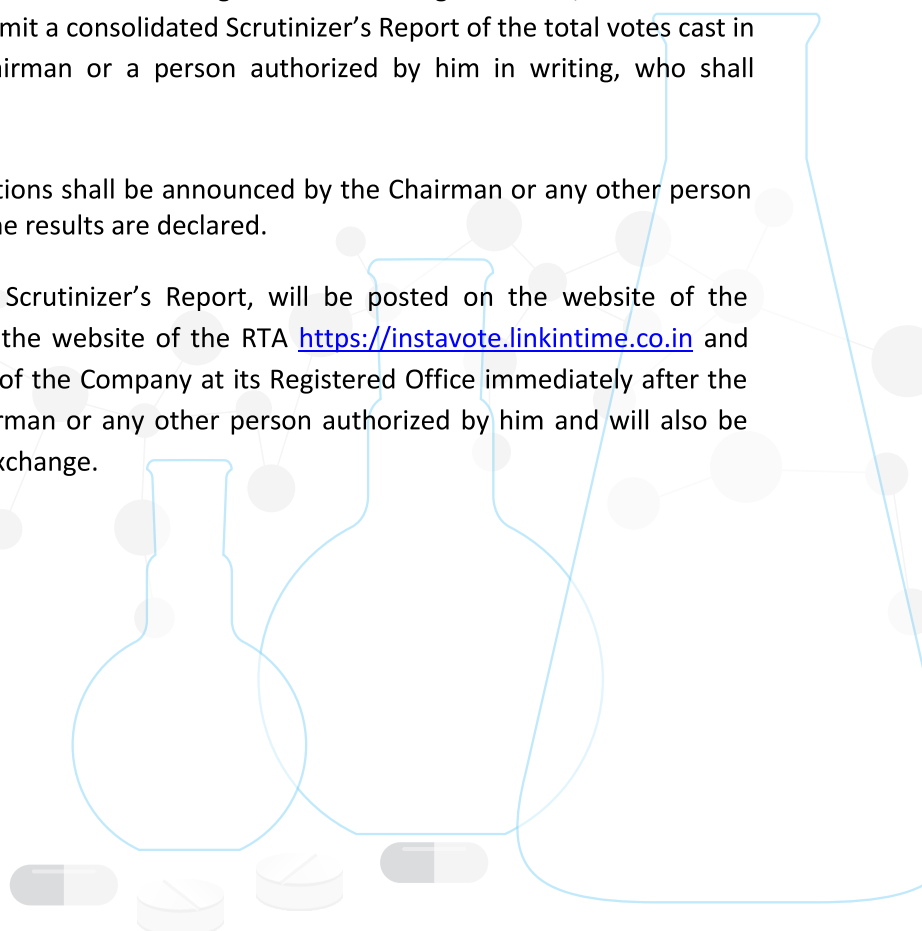 mit a consolidated Scrutinizer’s Report of the total votes cast in
airman or a person authorized by him in writing, who shall
tions shall be announced by the Chairman or any other person
he results are declared.
Scrutinizer’s Report, will be posted on the website of the
the website of the RTA https://instavote.linkintime.co.in and
of the Company at its Registered Office immediately after the
rman or any other person authorized by him and will also be
xchange.